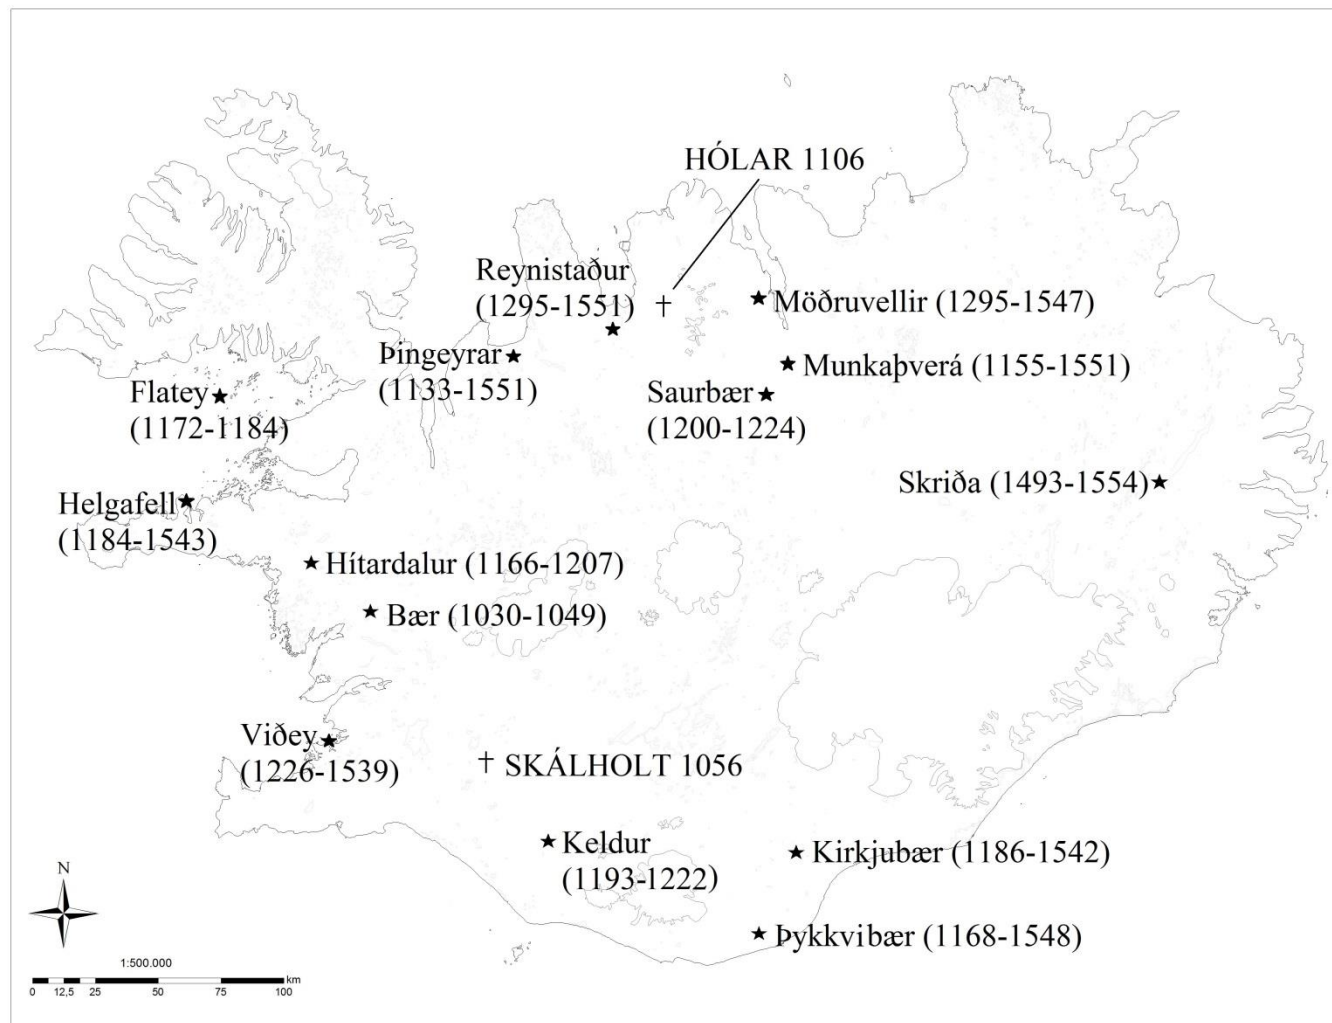 HÓLAR 1106
Reynistaður
(1295-1551)
Möðruvellir (1295-1547)
Þingeyrar
(1133-1551)
Munkaþverá (1155-1551)
Flatey
(1172-1184)
Saurbær
(1200-1224)
Skriða (1493-1554)
Helgafell
(1184-1543)
Hítardalur (1166-1207)
Bær (1030-1049)
Viðey
(1226-1539)
† SKÁLHOLT 1056
Keldur
(1193-1222)
Kirkjubær (1186-1542)
Þykkvibær (1168-1548)
N
1:500.000
km
0 12,5 25 50 75 100